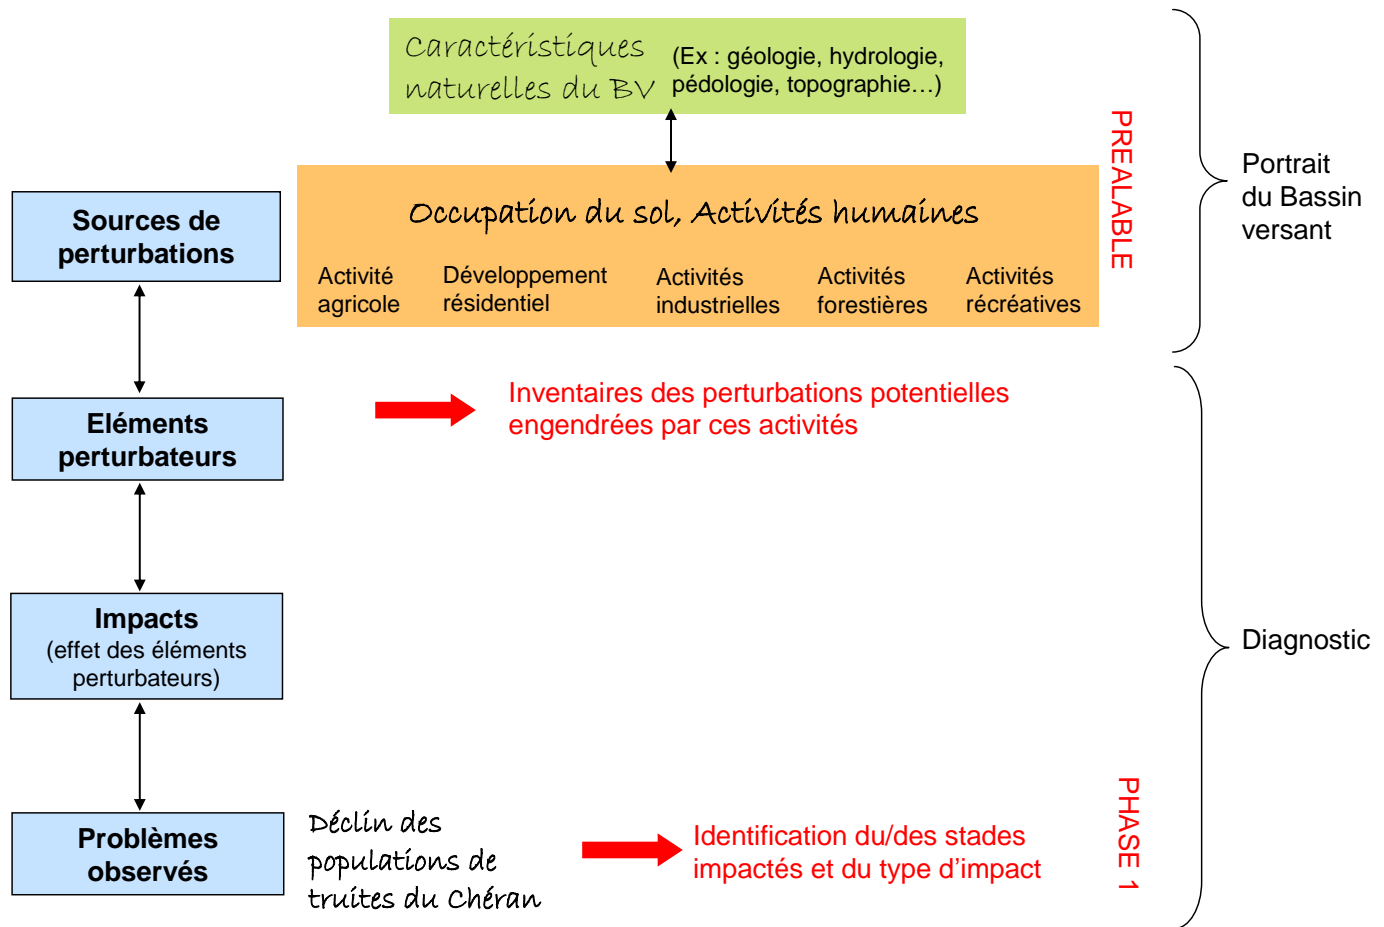 Caractéristiques
naturelles du BV
(Ex : géologie, hydrologie,
pédologie, topographie…)
PREALABLE
Portrait
du Bassin
versant
Sources de
perturbations
Occupation du sol, Activités humaines
Activité
agricole
Développement
résidentiel
Activités
industrielles
Activités
forestières
Activités
récréatives
Eléments
perturbateurs
Inventaires des perturbations potentielles
engendrées par ces activités
Impacts
(effet des éléments
perturbateurs)
Diagnostic
Problèmes
observés
Déclin des
populations de
truites du Chéran
Identification du/des stades
impactés et du type d'impact
PHASE 1